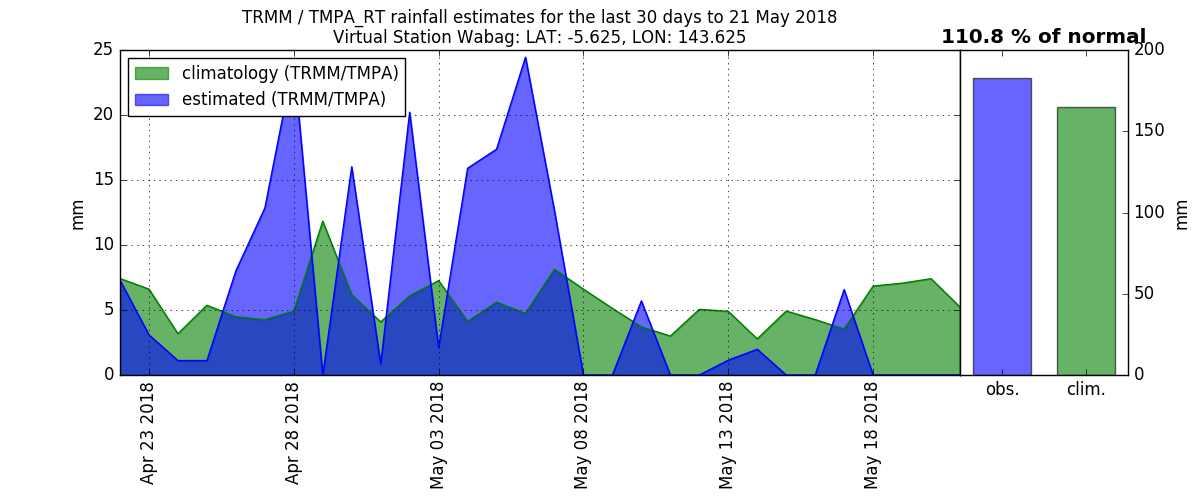 TRMM / TMPA_RT rainfall estimates for the last 30 days to 21 May 2018
Virtual Station Wabag: LAT: -5.625, LON: 143.625
110.8 % of normal
climatology (TRMM/TMPA)
estimated (TRMM/TMPA)
25
20
15
10
5
0
mm
Apr 23 2018
Apr 28 2018
May 03 2018
May 08 2018
May 13 2018
May 18 2018
200
150
100
50
0
mm
obs.
clim.